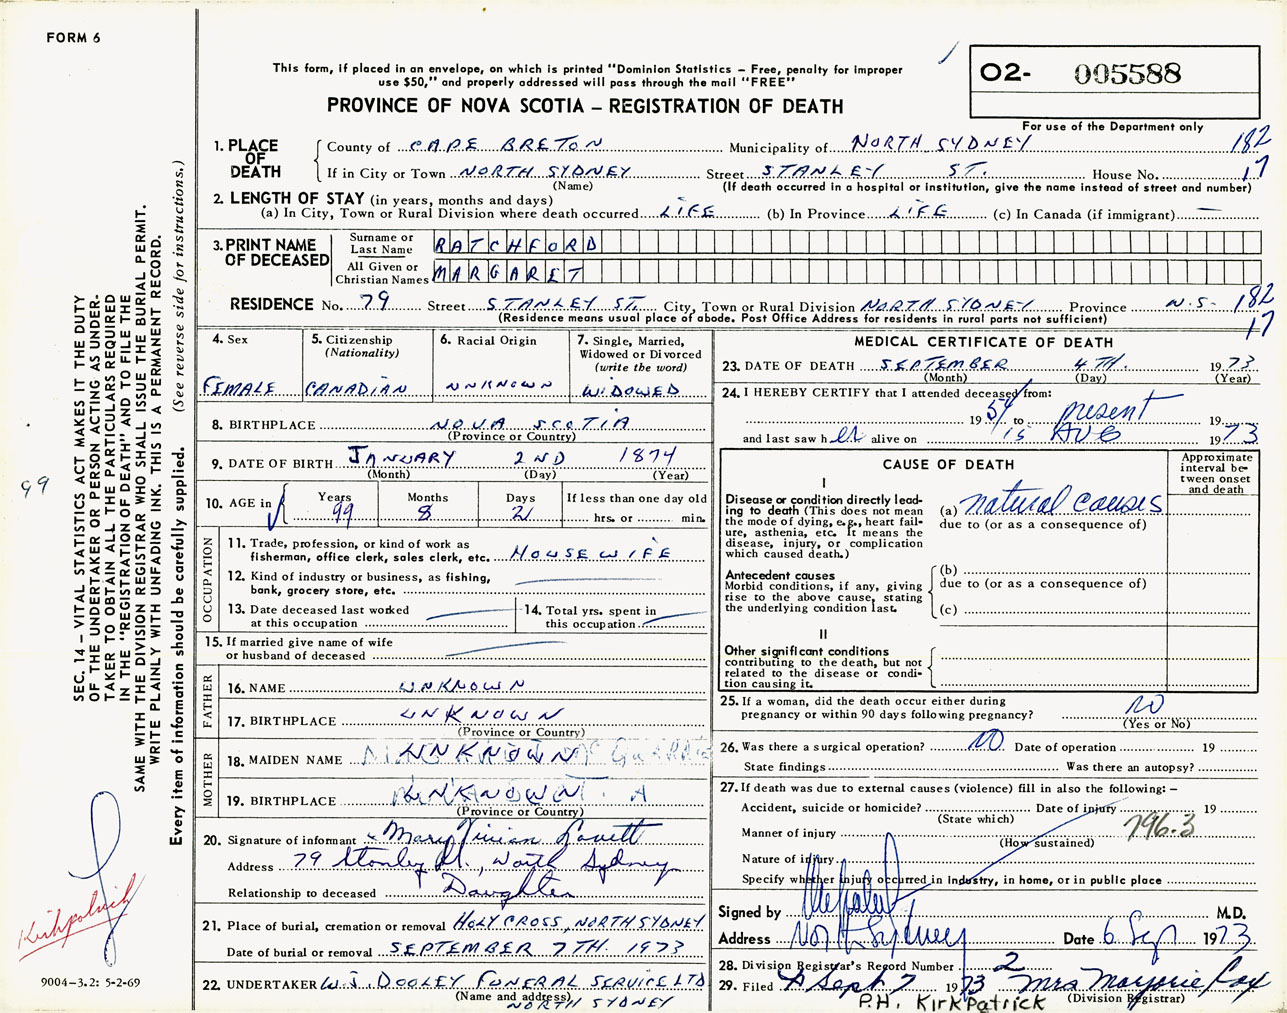 FORM 6
This form, if placed in an envelope, on which is printed "Dominion Statistics – Free, penalty for improper
use $50," and properly addressed will pass through the mail "FREE"
PROVINCE OF NOVA SCOTIA – REGISTRATION OF DEATH
O2- 005588
For use of the Department only
1. PLACE OF DEATH
County of CAPE BRETON Municipality of NORTH SYDNEY 182
If in City or Town NORTH SYDNEY Street STANLEY ST. House No. 17
(Name) (If death occurred in a hospital or institution, give the name instead of street and number)
2. LENGTH OF STAY (in years, months and days)
(a) In City, Town or Rural Division where death occurred LIFE (b) In Province LIFE (c) In Canada (if immigrant) —
3. PRINT NAME OF DECEASED
Surname or Last Name RATCHFORD
All Given or Christian Names MARGARET
RESIDENCE No. 79 Street STANLEY ST. City, Town or Rural Division NORTH SYDNEY Province N.S. 182
(Residence means usual place of abode. Post Office Address for residents in rural parts not sufficient) 17
4. Sex
FEMALE
5. Citizenship
(Nationality)
CANADIAN
6. Racial Origin
UNKNOWN
7. Single, Married,
Widowed or Divorced
(write the word)
WIDOWED
8. BIRTHPLACE NOVA SCOTIA
(Province or Country)
9. DATE OF BIRTH JANUARY 2ND 1874
(Month) (Day) (Year)
10. AGE in
Years 99
Months 8
Days 2
If less than one day old
hrs. or min.
OCCUPATION
11. Trade, profession, or kind of work as
fisherman, office clerk, sales clerk, etc. HOUSEWIFE
12. Kind of industry or business, as fishing,
bank, grocery store, etc.
13. Date deceased last worked
at this occupation
14. Total yrs. spent in
this occupation
15. If married give name of wife
or husband of deceased
FATHER
16. NAME UNKNOWN
17. BIRTHPLACE UNKNOWN
(Province or Country)
MOTHER
18. MAIDEN NAME UNKNOWN
19. BIRTHPLACE UNKNOWN
(Province or Country)
20. Signature of informant Mary Vivian Lovett
Address 79 Stanley St., North Sydney
Relationship to deceased Daughter
21. Place of burial, cremation or removal HOLY CROSS, NORTH SYDNEY
Date of burial or removal SEPTEMBER 7TH. 1973
22. UNDERTAKER W.J. DOOLEY FUNERAL SERVICE LTD
(Name and address)
NORTH SYDNEY
MEDICAL CERTIFICATE OF DEATH
23. DATE OF DEATH SEPTEMBER 4TH. 1973
(Month) (Day) (Year)
24. I HEREBY CERTIFY that I attended deceased from:
1954 to present 19
and last saw her alive on 15 AUG 1973
CAUSE OF DEATH
Approximate
interval be-
tween onset
and death
I
Disease or condition directly lead-
ing to death (This does not mean
the mode of dying, e.g., heart fail-
ure, asthenia, etc. It means the
disease, injury, or complication
which caused death.)
(a) natural causes
due to (or as a consequence of)
Antecedent causes
Morbid conditions, if any, giving
rise to the above cause, stating
the underlying condition last.
(b)
due to (or as a consequence of)
(c)
II
Other significant conditions
contributing to the death, but not
related to the disease or condi-
tion causing it.
25. If a woman, did the death occur either during
pregnancy or within 90 days following pregnancy? NO
(Yes or No)
26. Was there a surgical operation? NO Date of operation 19
State findings Was there an autopsy?
27. If death was due to external causes (violence) fill in also the following: –
Accident, suicide or homicide? Date of injury 19
(State which) 796.3
Manner of injury
(How sustained)
Nature of injury
Specify whether injury occurred in Industry, in home, or in public place
Signed by M.D.
Address North Sydney Date 6 Sep 1973
28. Division Registrar's Record Number 2
29. Filed Sept 7 1973 Mrs Marjorie Fox
(Division Registrar)
P.H. KIRKPATRICK
SEC. 14 – VITAL STATISTICS ACT MAKES IT THE DUTY
OF THE UNDERTAKER OR PERSON ACTING AS UNDER-
TAKER TO OBTAIN ALL THE PARTICULARS REQUIRED
IN THE "REGISTRATION OF DEATH" AND TO FILE THE
SAME WITH THE DIVISION REGISTRAR WHO SHALL ISSUE THE BURIAL PERMIT.
WRITE PLAINLY WITH UNFADING INK. THIS IS A PERMANENT RECORD.
Every item of information should be carefully supplied. (See reverse side for instructions.)
99
Kirkpatrick
9004-3.2: 5-2-69